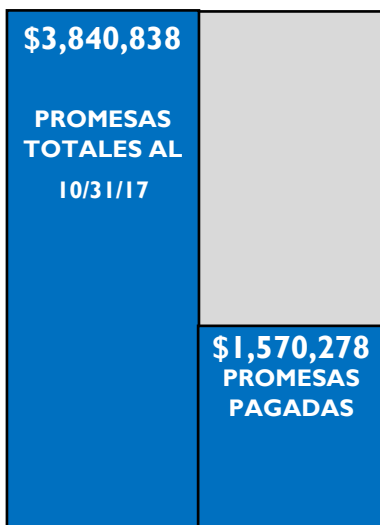 $3,840,838
PROMESAS
TOTALES AL
10/31/17
$1,570,278
PROMESAS
PAGADAS